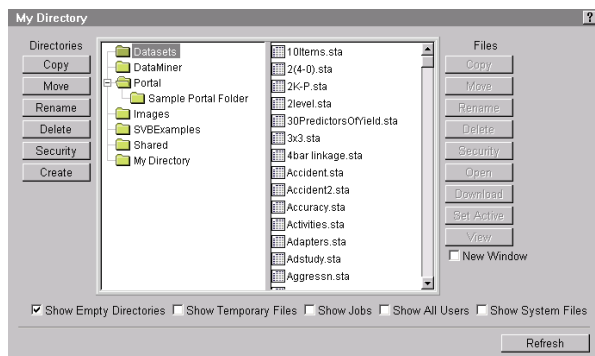 My Directory
?
Directories
Copy
Move
Rename
Delete
Security
Create
Datasets
DataMiner
Portal
Sample Portal Folder
Images
SVBExamples
Shared
My Directory
10Items.sta
2(4-0).sta
2K-P.sta
2level.sta
30PredictorsOfYield.sta
3x3.sta
4bar linkage.sta
Accident.sta
Accident2.sta
Accuracy.sta
Activities.sta
Adapters.sta
Adstudy.sta
Aggressn.sta
Files
Copy
Move
Rename
Delete
Security
Open
Download
Set Active
View
New Window
Show Empty Directories Show Temporary Files Show Jobs Show All Users Show System Files
Refresh